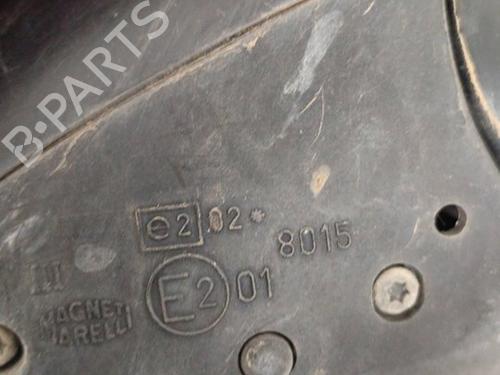 B-PARTS
e2 02*
8015
E2 01
MAGNETI
MARELLI